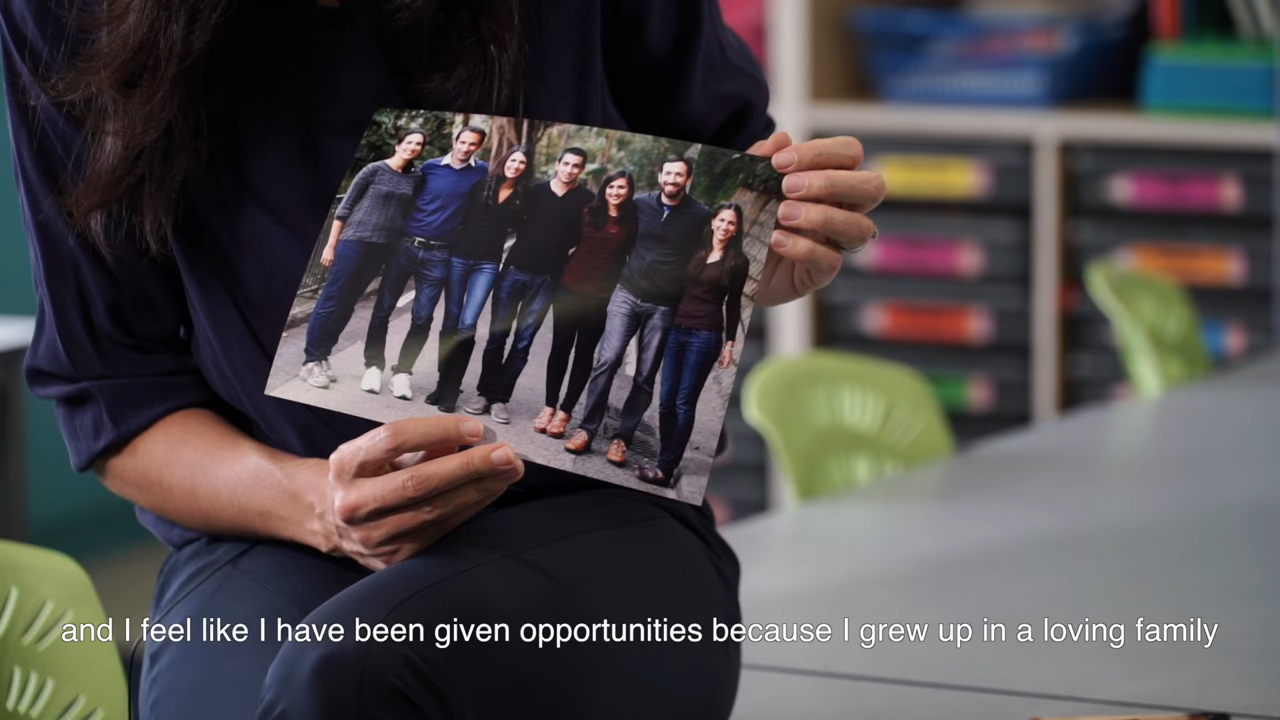 and I feel like I have been given opportunities because I grew up in a loving family